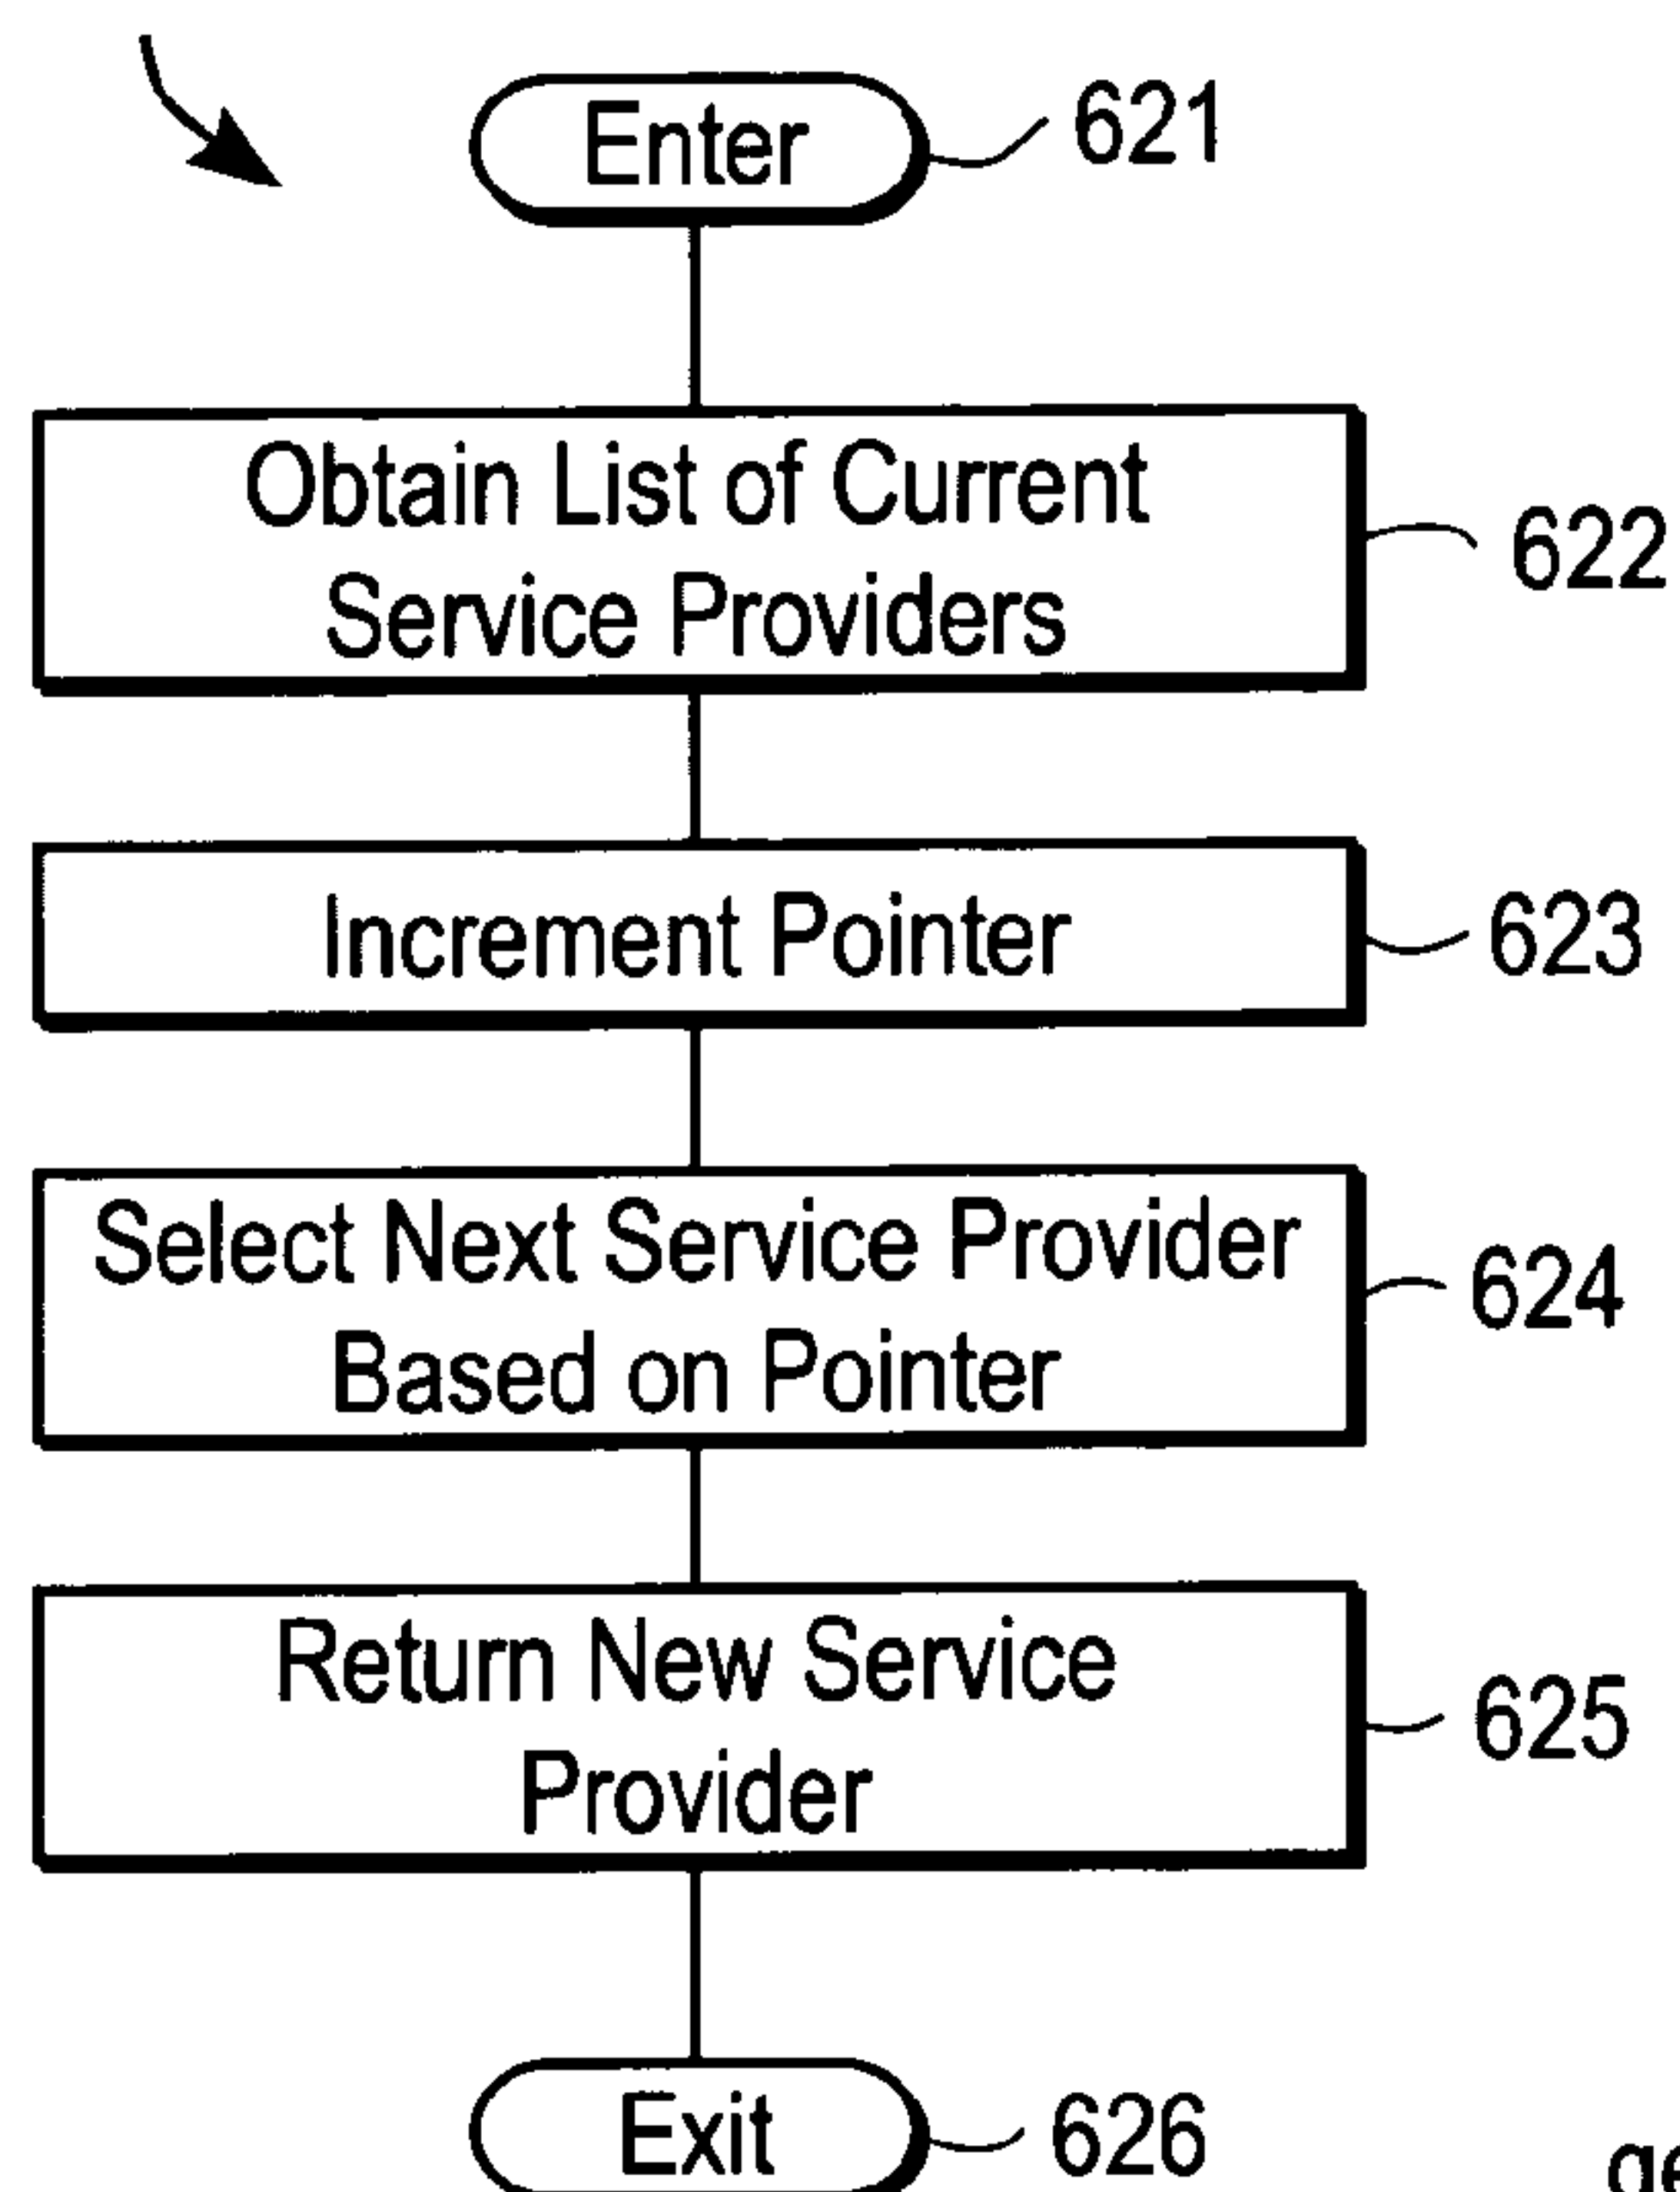 Enter
621
Obtain List of Current
Service Providers
622
Increment Pointer
623
Select Next Service Provider
Based on Pointer
624
Return New Service
Provider
625
Exit
626